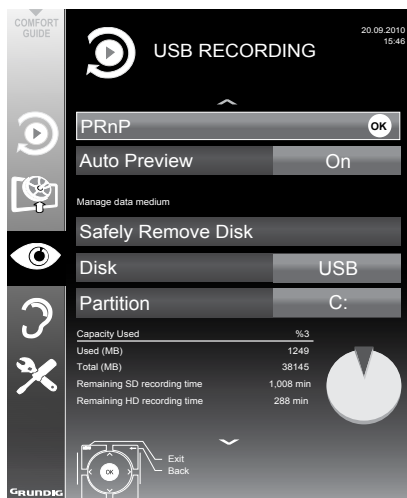 COMFORT
GUIDE
USB RECORDING
20.09.2010
15:46
PRnP OK
Auto Preview On
Manage data medium
Safely Remove Disk
Disk USB
Partition C:
Capacity Used %3
Used (MB) 1249
Total (MB) 38145
Remaining SD recording time 1,008 min
Remaining HD recording time 288 min
Exit
Back
OK
GRUNDIG